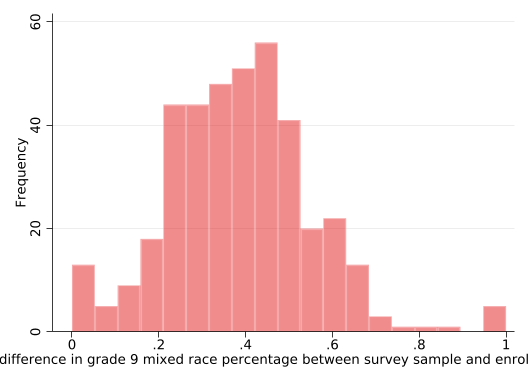 60
40
20
0
Frequency
0 .2 .4 .6 .8 1
difference in grade 9 mixed race percentage between survey sample and enrol